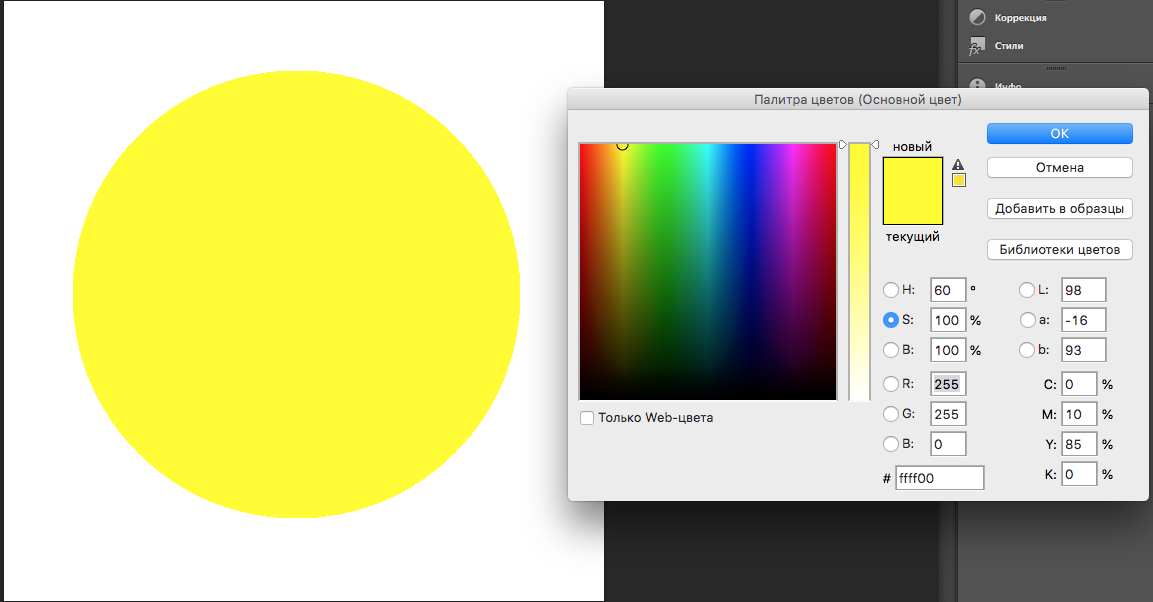 Коррекция
fx Стили
Инфо
Палитра цветов (Основной цвет)
новый
текущий
OK
Отмена
Добавить в образцы
Библиотеки цветов
H: 60 °
S: 100 %
B: 100 %
R: 255
G: 255
B: 0
# ffff00
L: 98
a: -16
b: 93
C: 0 %
M: 10 %
Y: 85 %
K: 0 %
Только Web-цвета